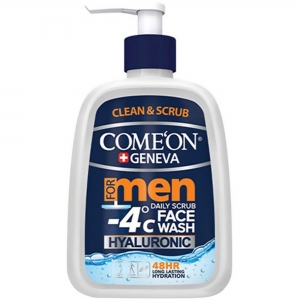 CLEAN & SCRUB
COME'ON®
GENEVA
FOR men
DAILY SCRUB
-4°C FACE
WASH
HYALURONIC
48HR
LONG LASTING
HYDRATION